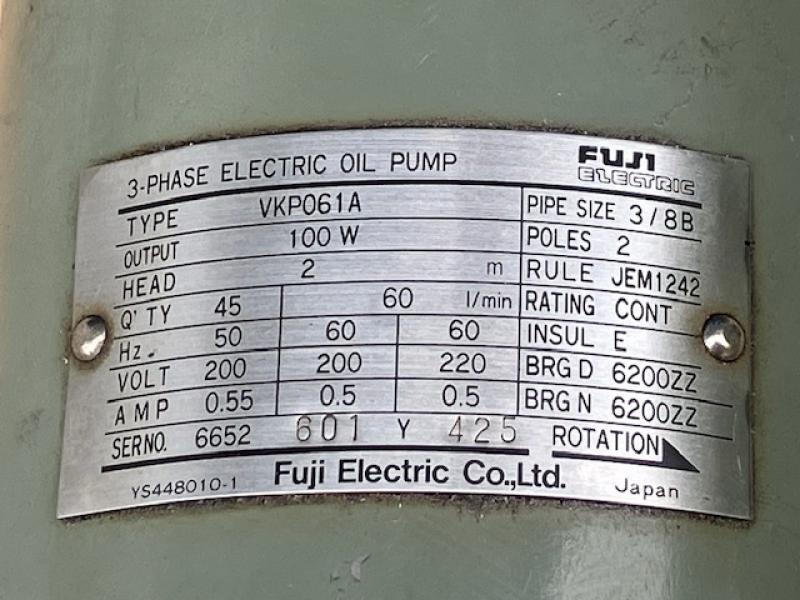 3-PHASE ELECTRIC OIL PUMP FUJI
ELECTRIC
TYPE VKP061A PIPE SIZE 3/8B
OUTPUT 100 W POLES 2
HEAD 2 m RULE JEM1242
Q'TY 45 60 l/min RATING CONT
Hz. 50 60 60 INSUL E
VOLT 200 200 220 BRG D 6200ZZ
AMP 0.55 0.5 0.5 BRG N 6200ZZ
SER NO. 6652 601 Y 425 ROTATION
YS448010-1 Fuji Electric Co.,Ltd. Japan